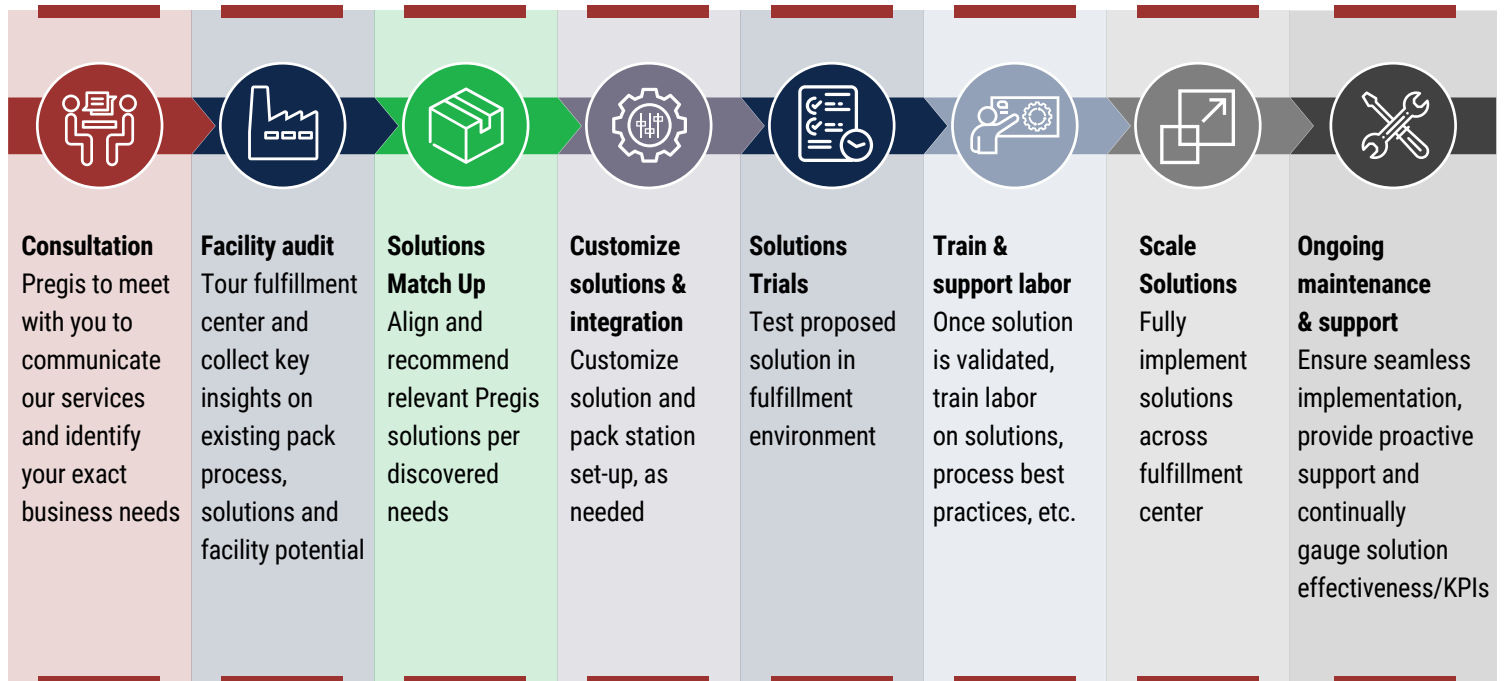 Consultation
Pregis to meet
with you to
communicate
our services
and identify
your exact
business needs
Facility audit
Tour fulfillment
center and
collect key
insights on
existing pack
process,
solutions and
facility potential
Solutions
Match Up
Align and
recommend
relevant Pregis
solutions per
discovered
needs
Customize
solutions &
integration
Customize
solution and
pack station
set-up, as
needed
Solutions
Trials
Test proposed
solution in
fulfillment
environment
Train &
support labor
Once solution
is validated,
train labor
on solutions,
process best
practices, etc.
Scale
Solutions
Fully
implement
solutions
across
fulfillment
center
Ongoing
maintenance
& support
Ensure seamless
implementation,
provide proactive
support and
continually
gauge solution
effectiveness/KPIs